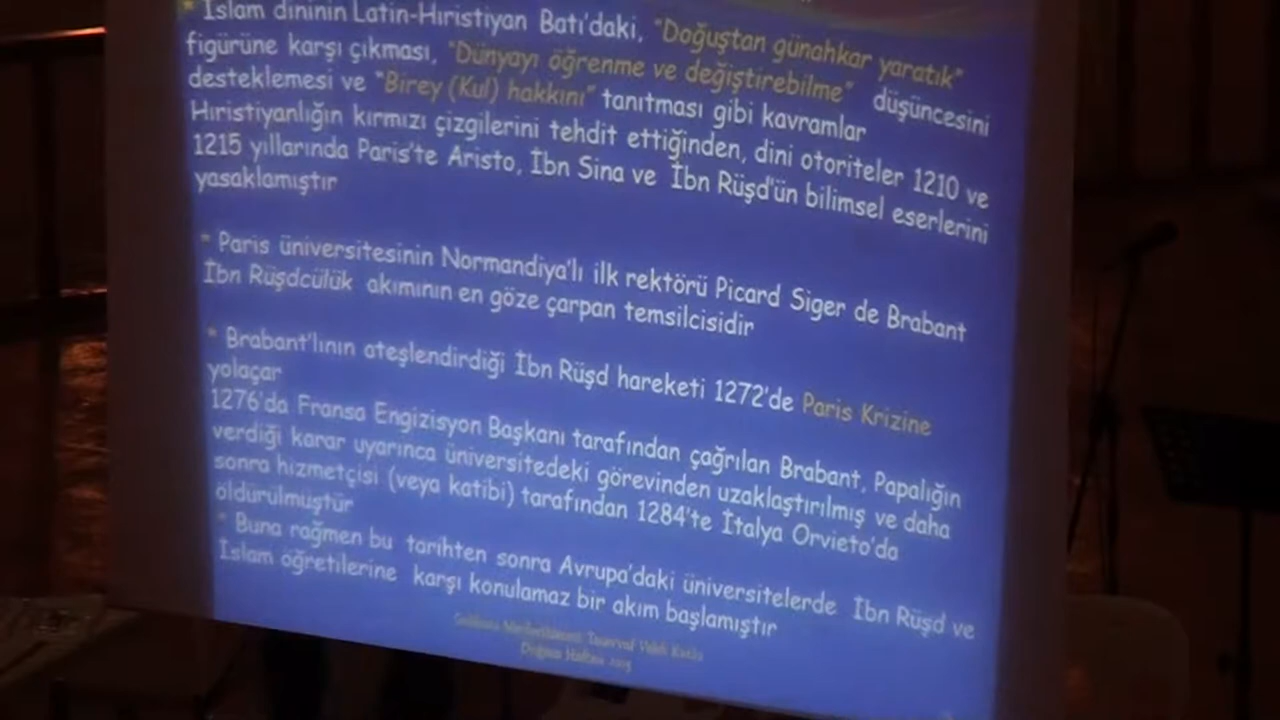 * İslam dininin Latin-Hıristiyan Batı'daki, "Doğuştan günahkar yaratık"
figürüne karşı çıkması, "Dünyayı öğrenme ve değiştirebilme" düşüncesini
desteklemesi ve "Birey (Kul) hakkını" tanıtması gibi kavramlar
Hıristiyanlığın kırmızı çizgilerini tehdit ettiğinden, dini otoriteler 1210 ve
1215 yıllarında Paris'te Aristo, İbn Sina ve İbn Rüşd'ün bilimsel eserlerini
yasaklamıştır
* Paris üniversitesinin Normandiya'lı ilk rektörü Picard Siger de Brabant
İbn Rüşdcülük akımının en göze çarpan temsilcisidir
* Brabant'lının ateşlendirdiği İbn Rüşd hareketi 1272'de Paris Krizine
yolaçar
1276'da Fransa Engizisyon Başkanı tarafından çağrılan Brabant, Papalığın
verdiği karar uyarınca üniversitedeki görevinden uzaklaştırılmış ve daha
sonra hizmetçisi (veya katibi) tarafından 1284'te İtalya Orvieto'da
öldürülmüştür
* Buna rağmen bu tarihten sonra Avrupa'daki üniversitelerde İbn Rüşd ve
İslam öğretilerine karşı konulamaz bir akım başlamıştır
Tasavvuf Vakfı Kutlu
Doğum Haftası